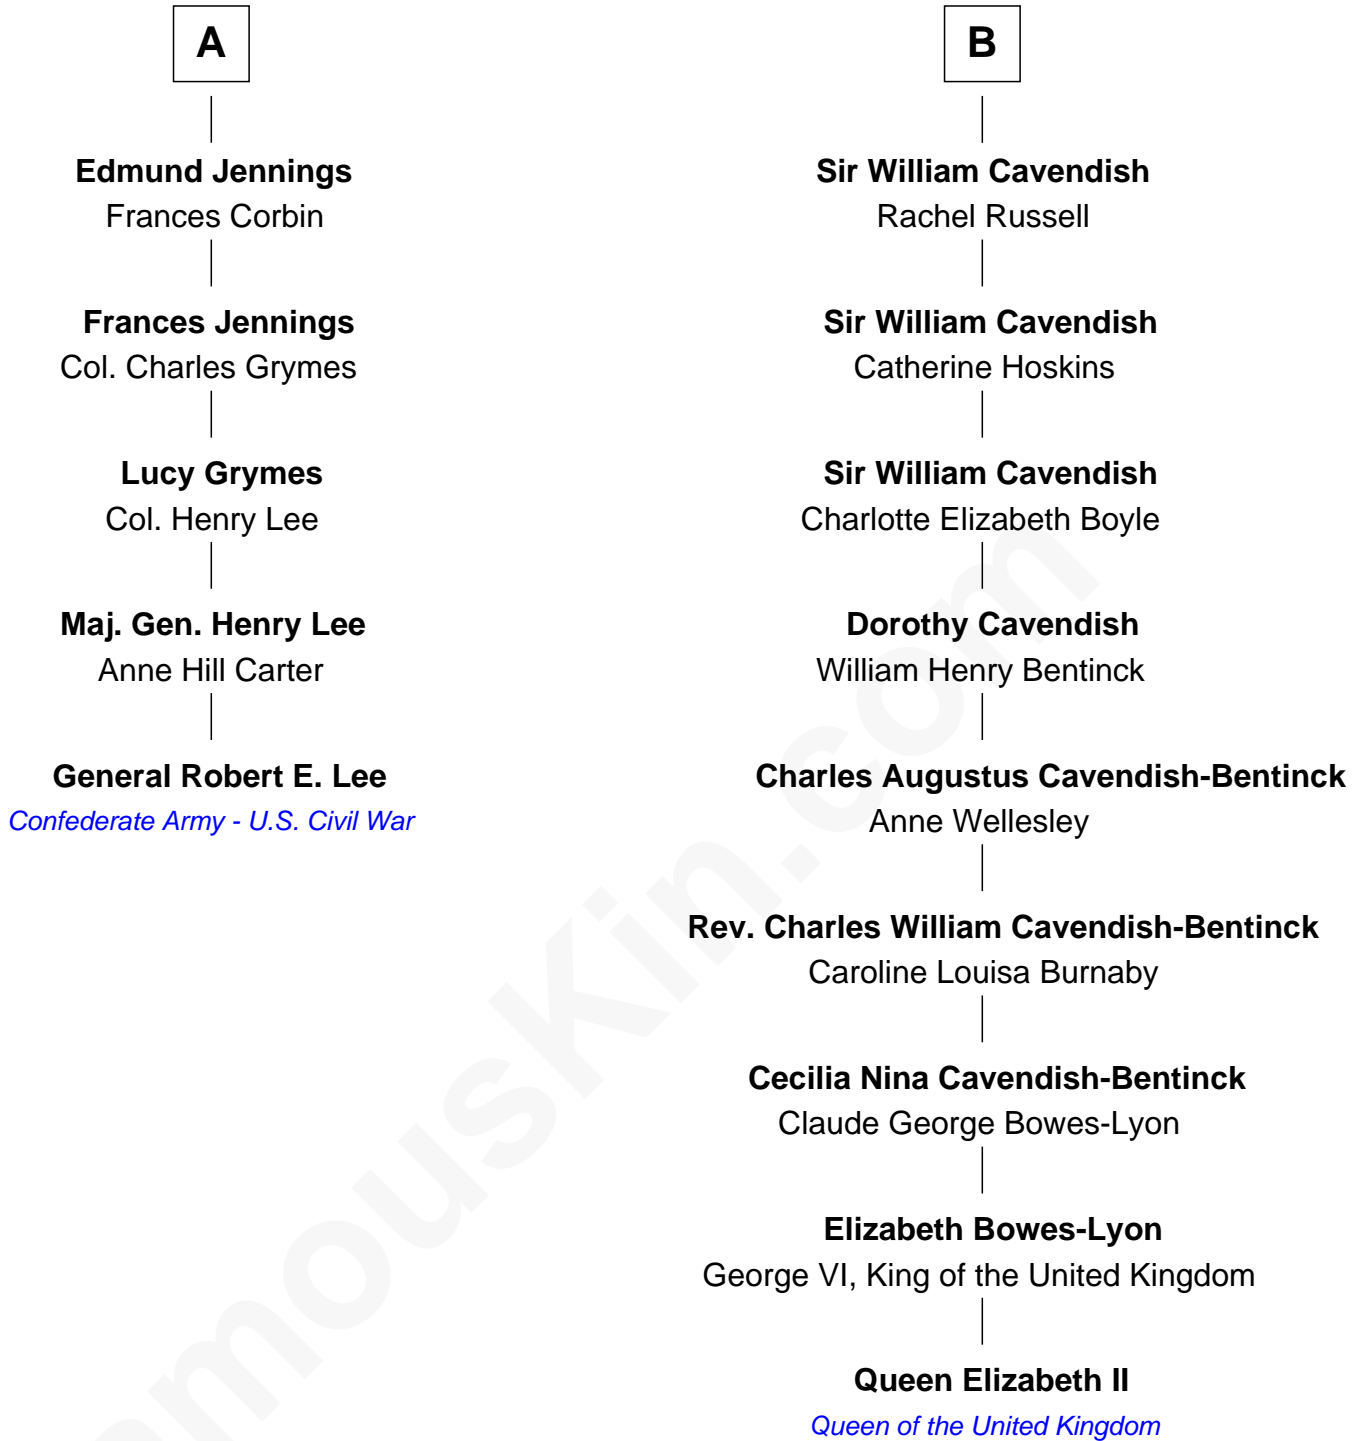 A
Edmund Jennings
Frances Corbin
Frances Jennings
Col. Charles Grymes
Lucy Grymes
Col. Henry Lee
Maj. Gen. Henry Lee
Anne Hill Carter
General Robert E. Lee
Confederate Army - U.S. Civil War
B
Sir William Cavendish
Rachel Russell
Sir William Cavendish
Catherine Hoskins
Sir William Cavendish
Charlotte Elizabeth Boyle
Dorothy Cavendish
William Henry Bentinck
Charles Augustus Cavendish-Bentinck
Anne Wellesley
Rev. Charles William Cavendish-Bentinck
Caroline Louisa Burnaby
Cecilia Nina Cavendish-Bentinck
Claude George Bowes-Lyon
Elizabeth Bowes-Lyon
George VI, King of the United Kingdom
Queen Elizabeth II
Queen of the United Kingdom
amouskin.com